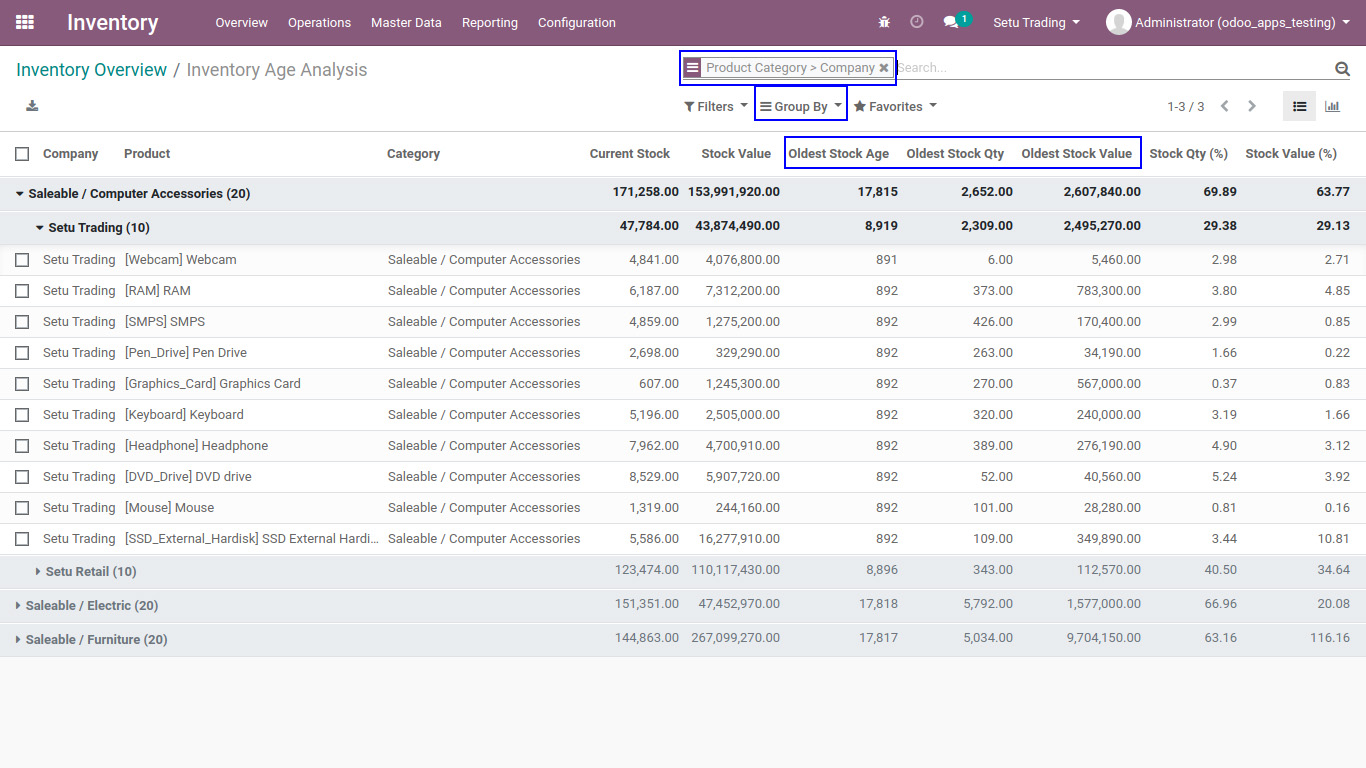 Inventory Overview Operations Master Data Reporting Configuration 1 Setu Trading Administrator (odoo_apps_testing)
Inventory Overview / Inventory Age Analysis Product Category > Company Search...
Filters Group By Favorites 1-3 / 3
Company Product Category Current Stock Stock Value Oldest Stock Age Oldest Stock Qty Oldest Stock Value Stock Qty (%) Stock Value (%)
Saleable / Computer Accessories (20) 171,258.00 153,991,920.00 17,815 2,652.00 2,607,840.00 69.89 63.77
Setu Trading (10) 47,784.00 43,874,490.00 8,919 2,309.00 2,495,270.00 29.38 29.13
Setu Trading [Webcam] Webcam Saleable / Computer Accessories 4,841.00 4,076,800.00 891 6.00 5,460.00 2.98 2.71
Setu Trading [RAM] RAM Saleable / Computer Accessories 6,187.00 7,312,200.00 892 373.00 783,300.00 3.80 4.85
Setu Trading [SMPS] SMPS Saleable / Computer Accessories 4,859.00 1,275,200.00 892 426.00 170,400.00 2.99 0.85
Setu Trading [Pen_Drive] Pen Drive Saleable / Computer Accessories 2,698.00 329,290.00 892 263.00 34,190.00 1.66 0.22
Setu Trading [Graphics_Card] Graphics Card Saleable / Computer Accessories 607.00 1,245,300.00 892 270.00 567,000.00 0.37 0.83
Setu Trading [Keyboard] Keyboard Saleable / Computer Accessories 5,196.00 2,505,000.00 892 320.00 240,000.00 3.19 1.66
Setu Trading [Headphone] Headphone Saleable / Computer Accessories 7,962.00 4,700,910.00 892 389.00 276,190.00 4.90 3.12
Setu Trading [DVD_Drive] DVD drive Saleable / Computer Accessories 8,529.00 5,907,720.00 892 52.00 40,560.00 5.24 3.92
Setu Trading [Mouse] Mouse Saleable / Computer Accessories 1,319.00 244,160.00 892 101.00 28,280.00 0.81 0.16
Setu Trading [SSD_External_Hardisk] SSD External Hardi... Saleable / Computer Accessories 5,586.00 16,277,910.00 892 109.00 349,890.00 3.44 10.81
Setu Retail (10) 123,474.00 110,117,430.00 8,896 343.00 112,570.00 40.50 34.64
Saleable / Electric (20) 151,351.00 47,452,970.00 17,818 5,792.00 1,577,000.00 66.96 20.08
Saleable / Furniture (20) 144,863.00 267,099,270.00 17,817 5,034.00 9,704,150.00 63.16 116.16